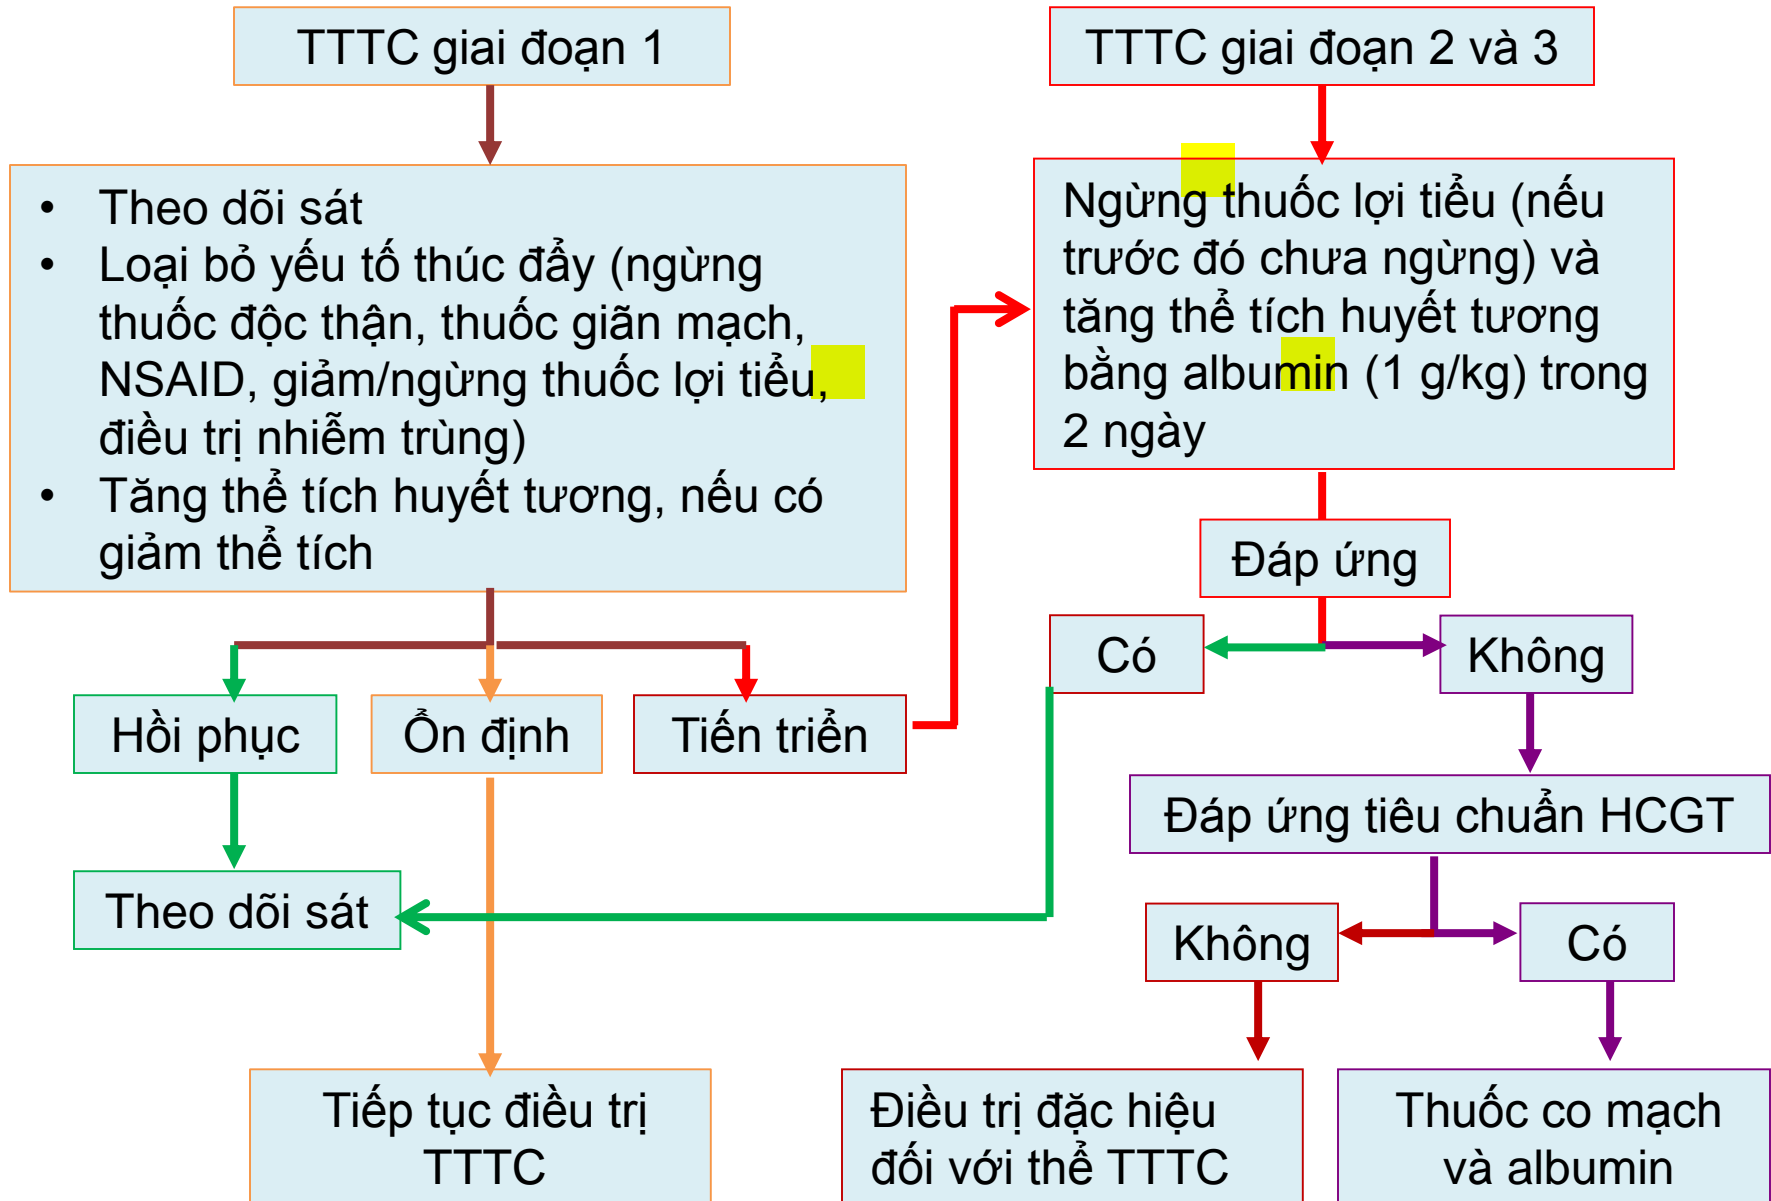 TTTC giai đoạn 1
TTTC giai đoạn 2 và 3
• Theo dõi sát
• Loại bỏ yếu tố thúc đẩy (ngừng
thuốc độc thận, thuốc giãn mạch,
NSAID, giảm/ngừng thuốc lợi tiểu,
điều trị nhiễm trùng)
• Tăng thể tích huyết tương, nếu có
giảm thể tích
Ngừng thuốc lợi tiểu (nếu
trước đó chưa ngừng) và
tăng thể tích huyết tương
bằng albumin (1 g/kg) trong
2 ngày
Đáp ứng
Có
Không
Hồi phục
Ổn định
Tiến triển
Đáp ứng tiêu chuẩn HCGT
Theo dõi sát
Không
Có
Tiếp tục điều trị
TTTC
Điều trị đặc hiệu
đối với thể TTTC
Thuốc co mạch
và albumin